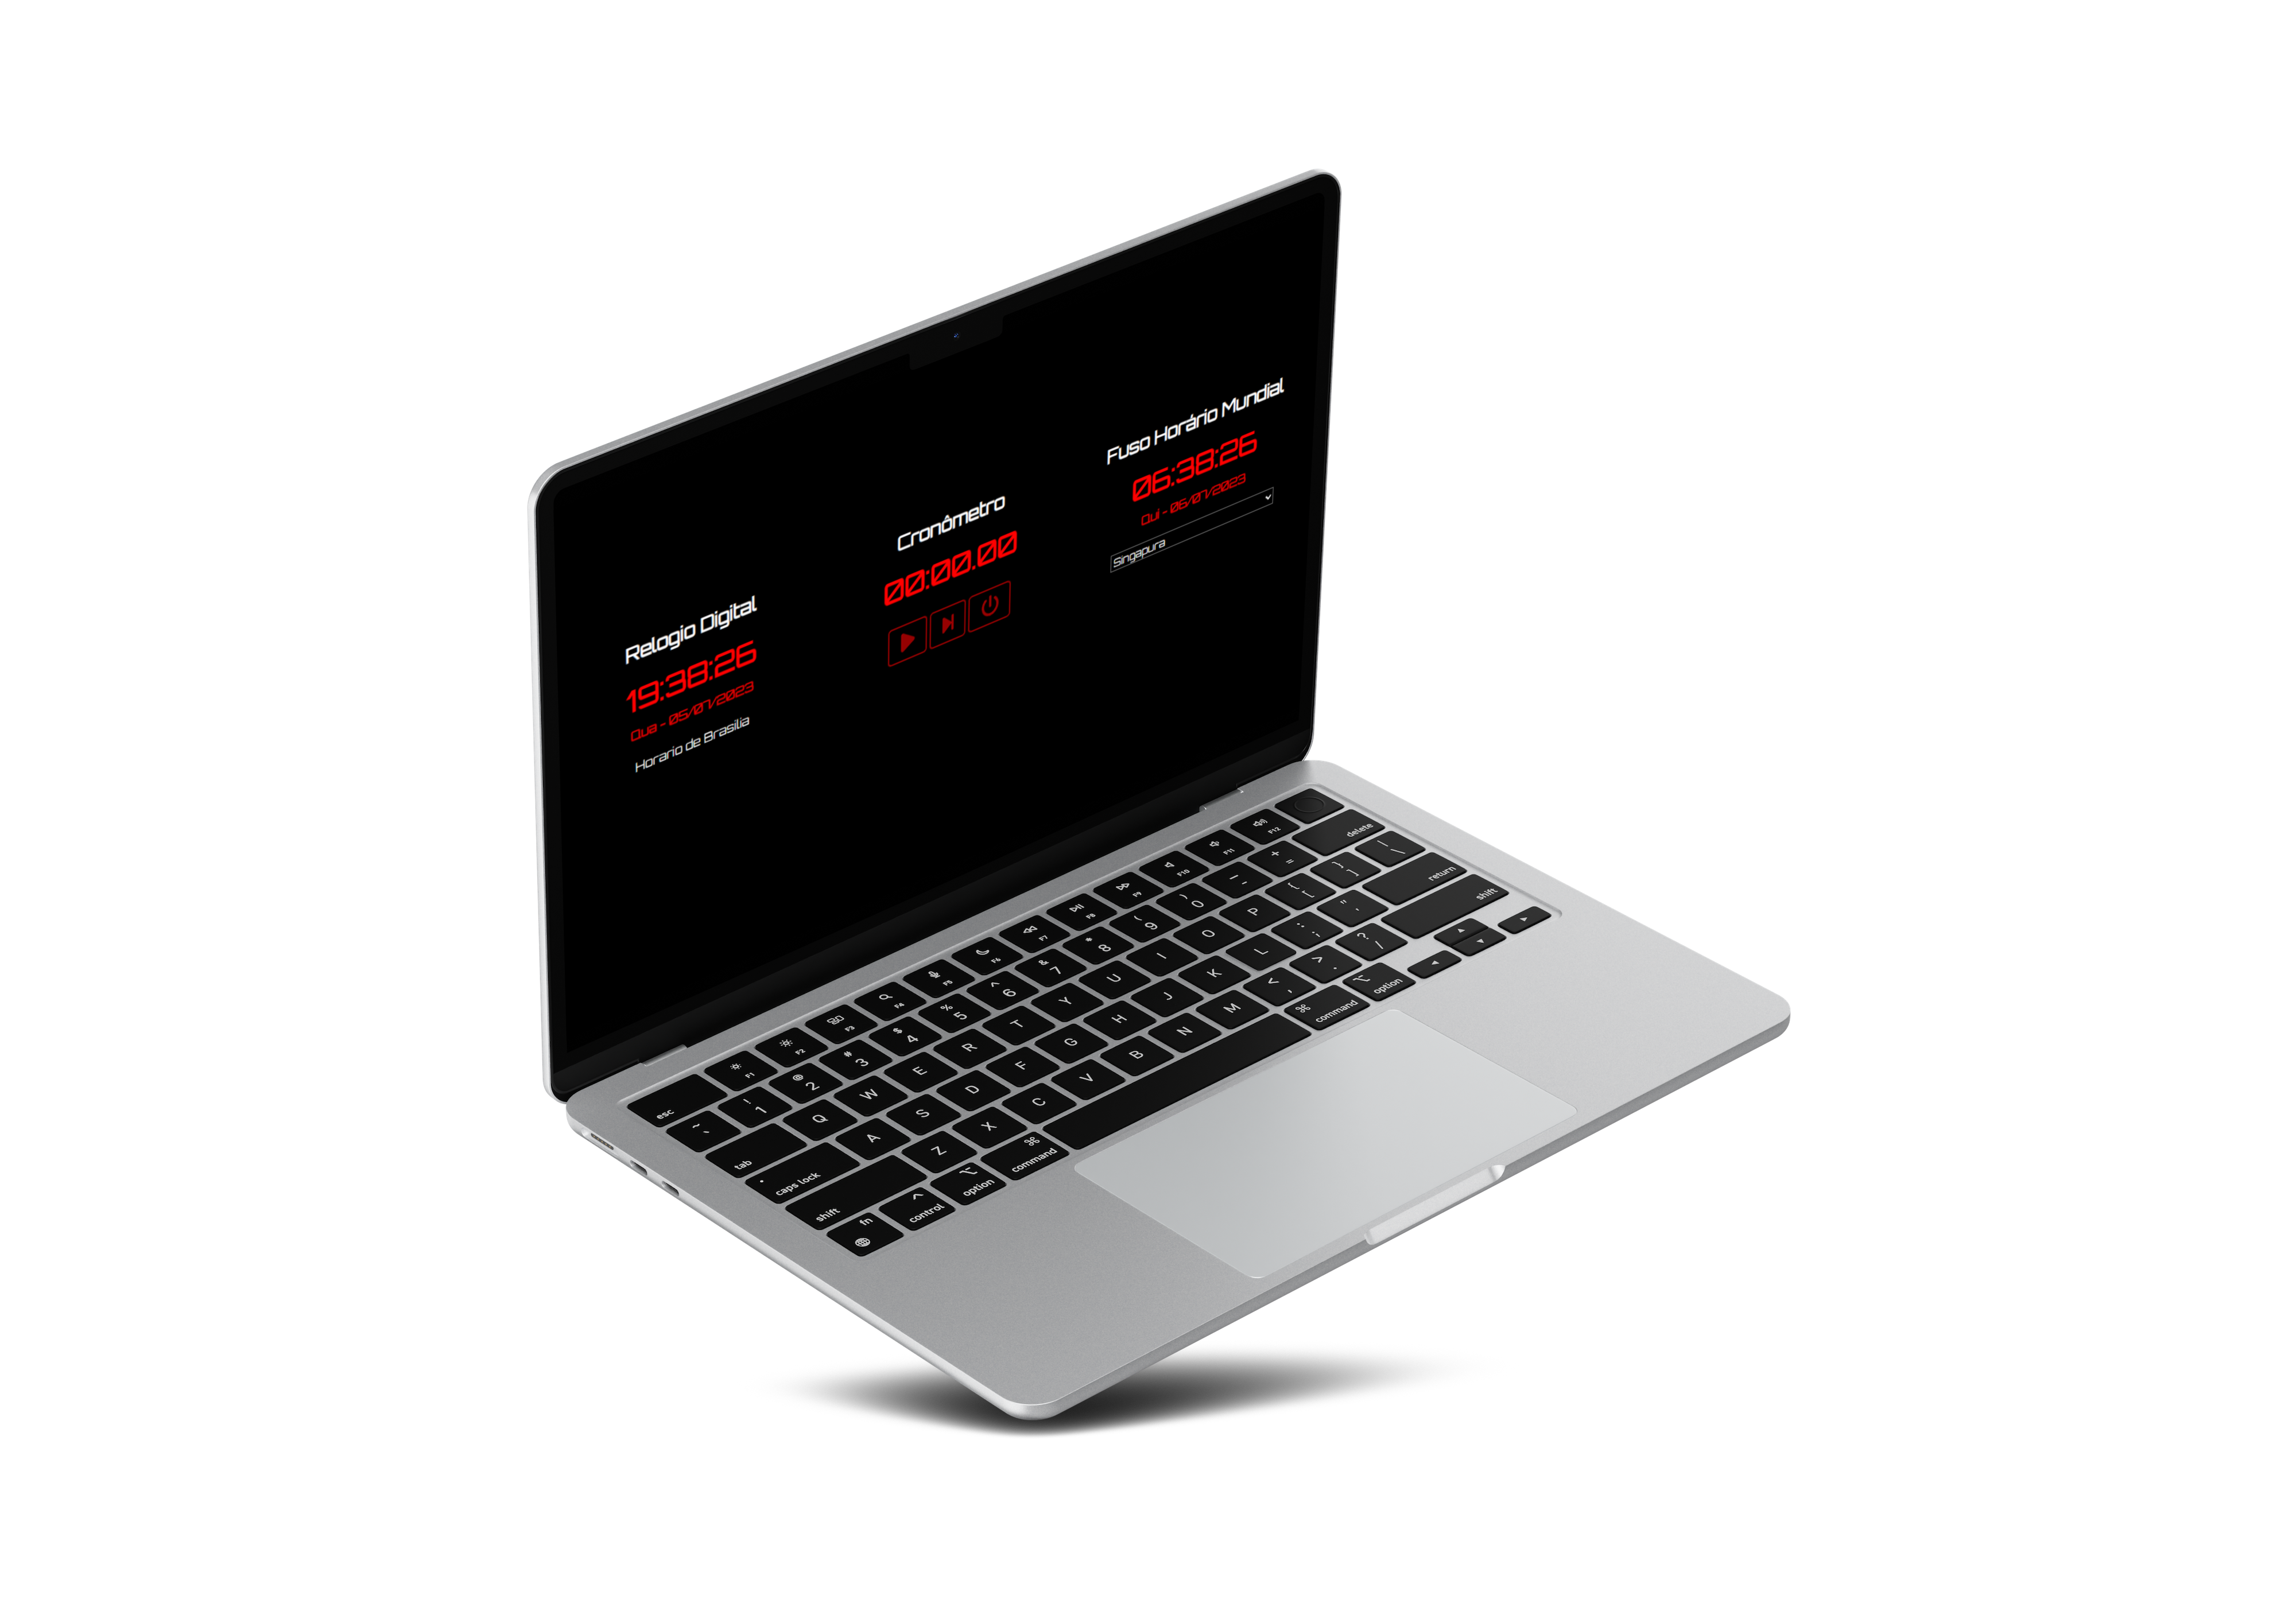 Relogio Digital
19:38:26
Qua - 05/07/2023
Horario de Brasilia
Cronômetro
00:00.00
Fuso Horário Mundial
06:38:26
Qui - 06/07/2023
Singapura
esc
F1
F2
F3
F4
F5
F6
F7
F8
F9
F10
F11
F12
~ `
! 1
@ 2
# 3
$ 4
% 5
^ 6
& 7
* 8
( 9
) 0
— -
+ =
delete
tab
Q W E R T Y U I O P { [ } ] | \
caps lock
A S D F G H J K L : ; " '
return
shift
Z X C V B N M < , > . ? /
shift
fn
control
option
command
command
option